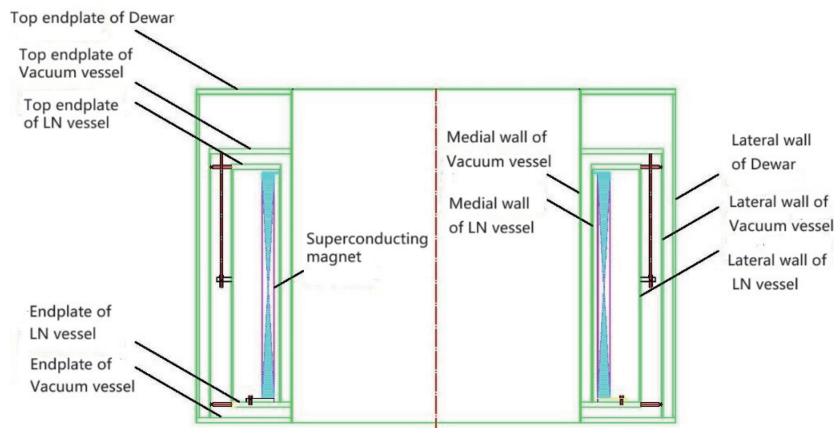 Top endplate of Dewar
Top endplate of
Vacuum vessel
Top endplate
of LN vessel
Superconducting
magnet
Endplate of
LN vessel
Endplate of
Vacuum vessel
Medial wall of
Vacuum vessel
Medial wall
of LN vessel
Lateral wall
of Dewar
Lateral wall of
Vacuum vessel
Lateral wall of
LN vessel